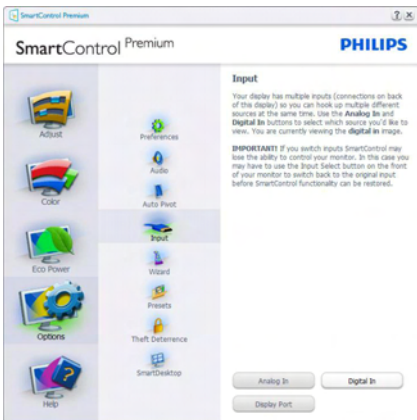 SmartControl Premium
SmartControl Premium
PHILIPS
Adjust
Color
Eco Power
Options
Help
Preferences
Audio
Auto Pivot
Input
Wizard
Presets
Theft Deterrence
SmartDesktop
Input
Your display has multiple inputs (connections on back
of this display) so you can hook up multiple different
sources at the same time. Use the Analog In and
Digital In buttons to select which source you'd like to
view. You are currently viewing the digital in image.
IMPORTANT! If you switch inputs SmartControl may
lose the ability to control your monitor. In this case you
may have to use the Input Select button on the front
of your monitor to switch back to the original input
before SmartControl functionality can be restored.
Analog In
Digital In
Display Port